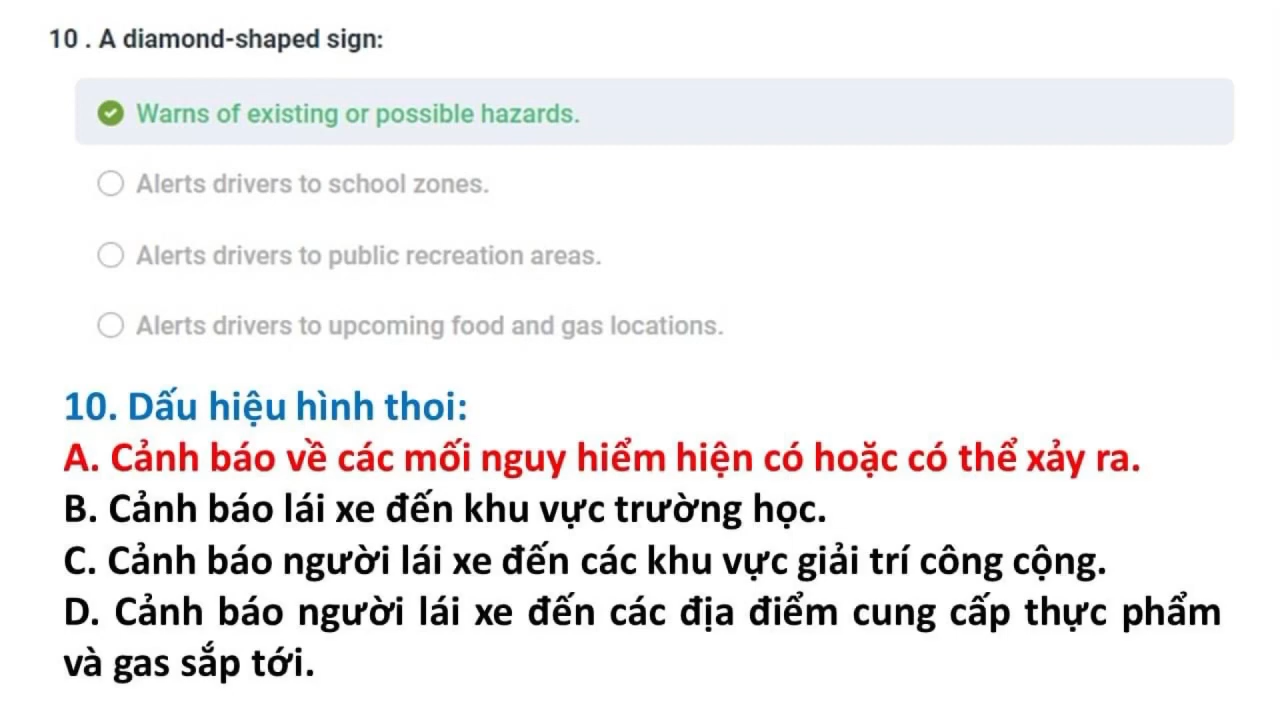 10 . A diamond-shaped sign:
Warns of existing or possible hazards.
Alerts drivers to school zones.
Alerts drivers to public recreation areas.
Alerts drivers to upcoming food and gas locations.
10. Dấu hiệu hình thoi:
A. Cảnh báo về các mối nguy hiểm hiện có hoặc có thể xảy ra.
B. Cảnh báo lái xe đến khu vực trường học.
C. Cảnh báo người lái xe đến các khu vực giải trí công cộng.
D. Cảnh báo người lái xe đến các địa điểm cung cấp thực phẩm
và gas sắp tới.